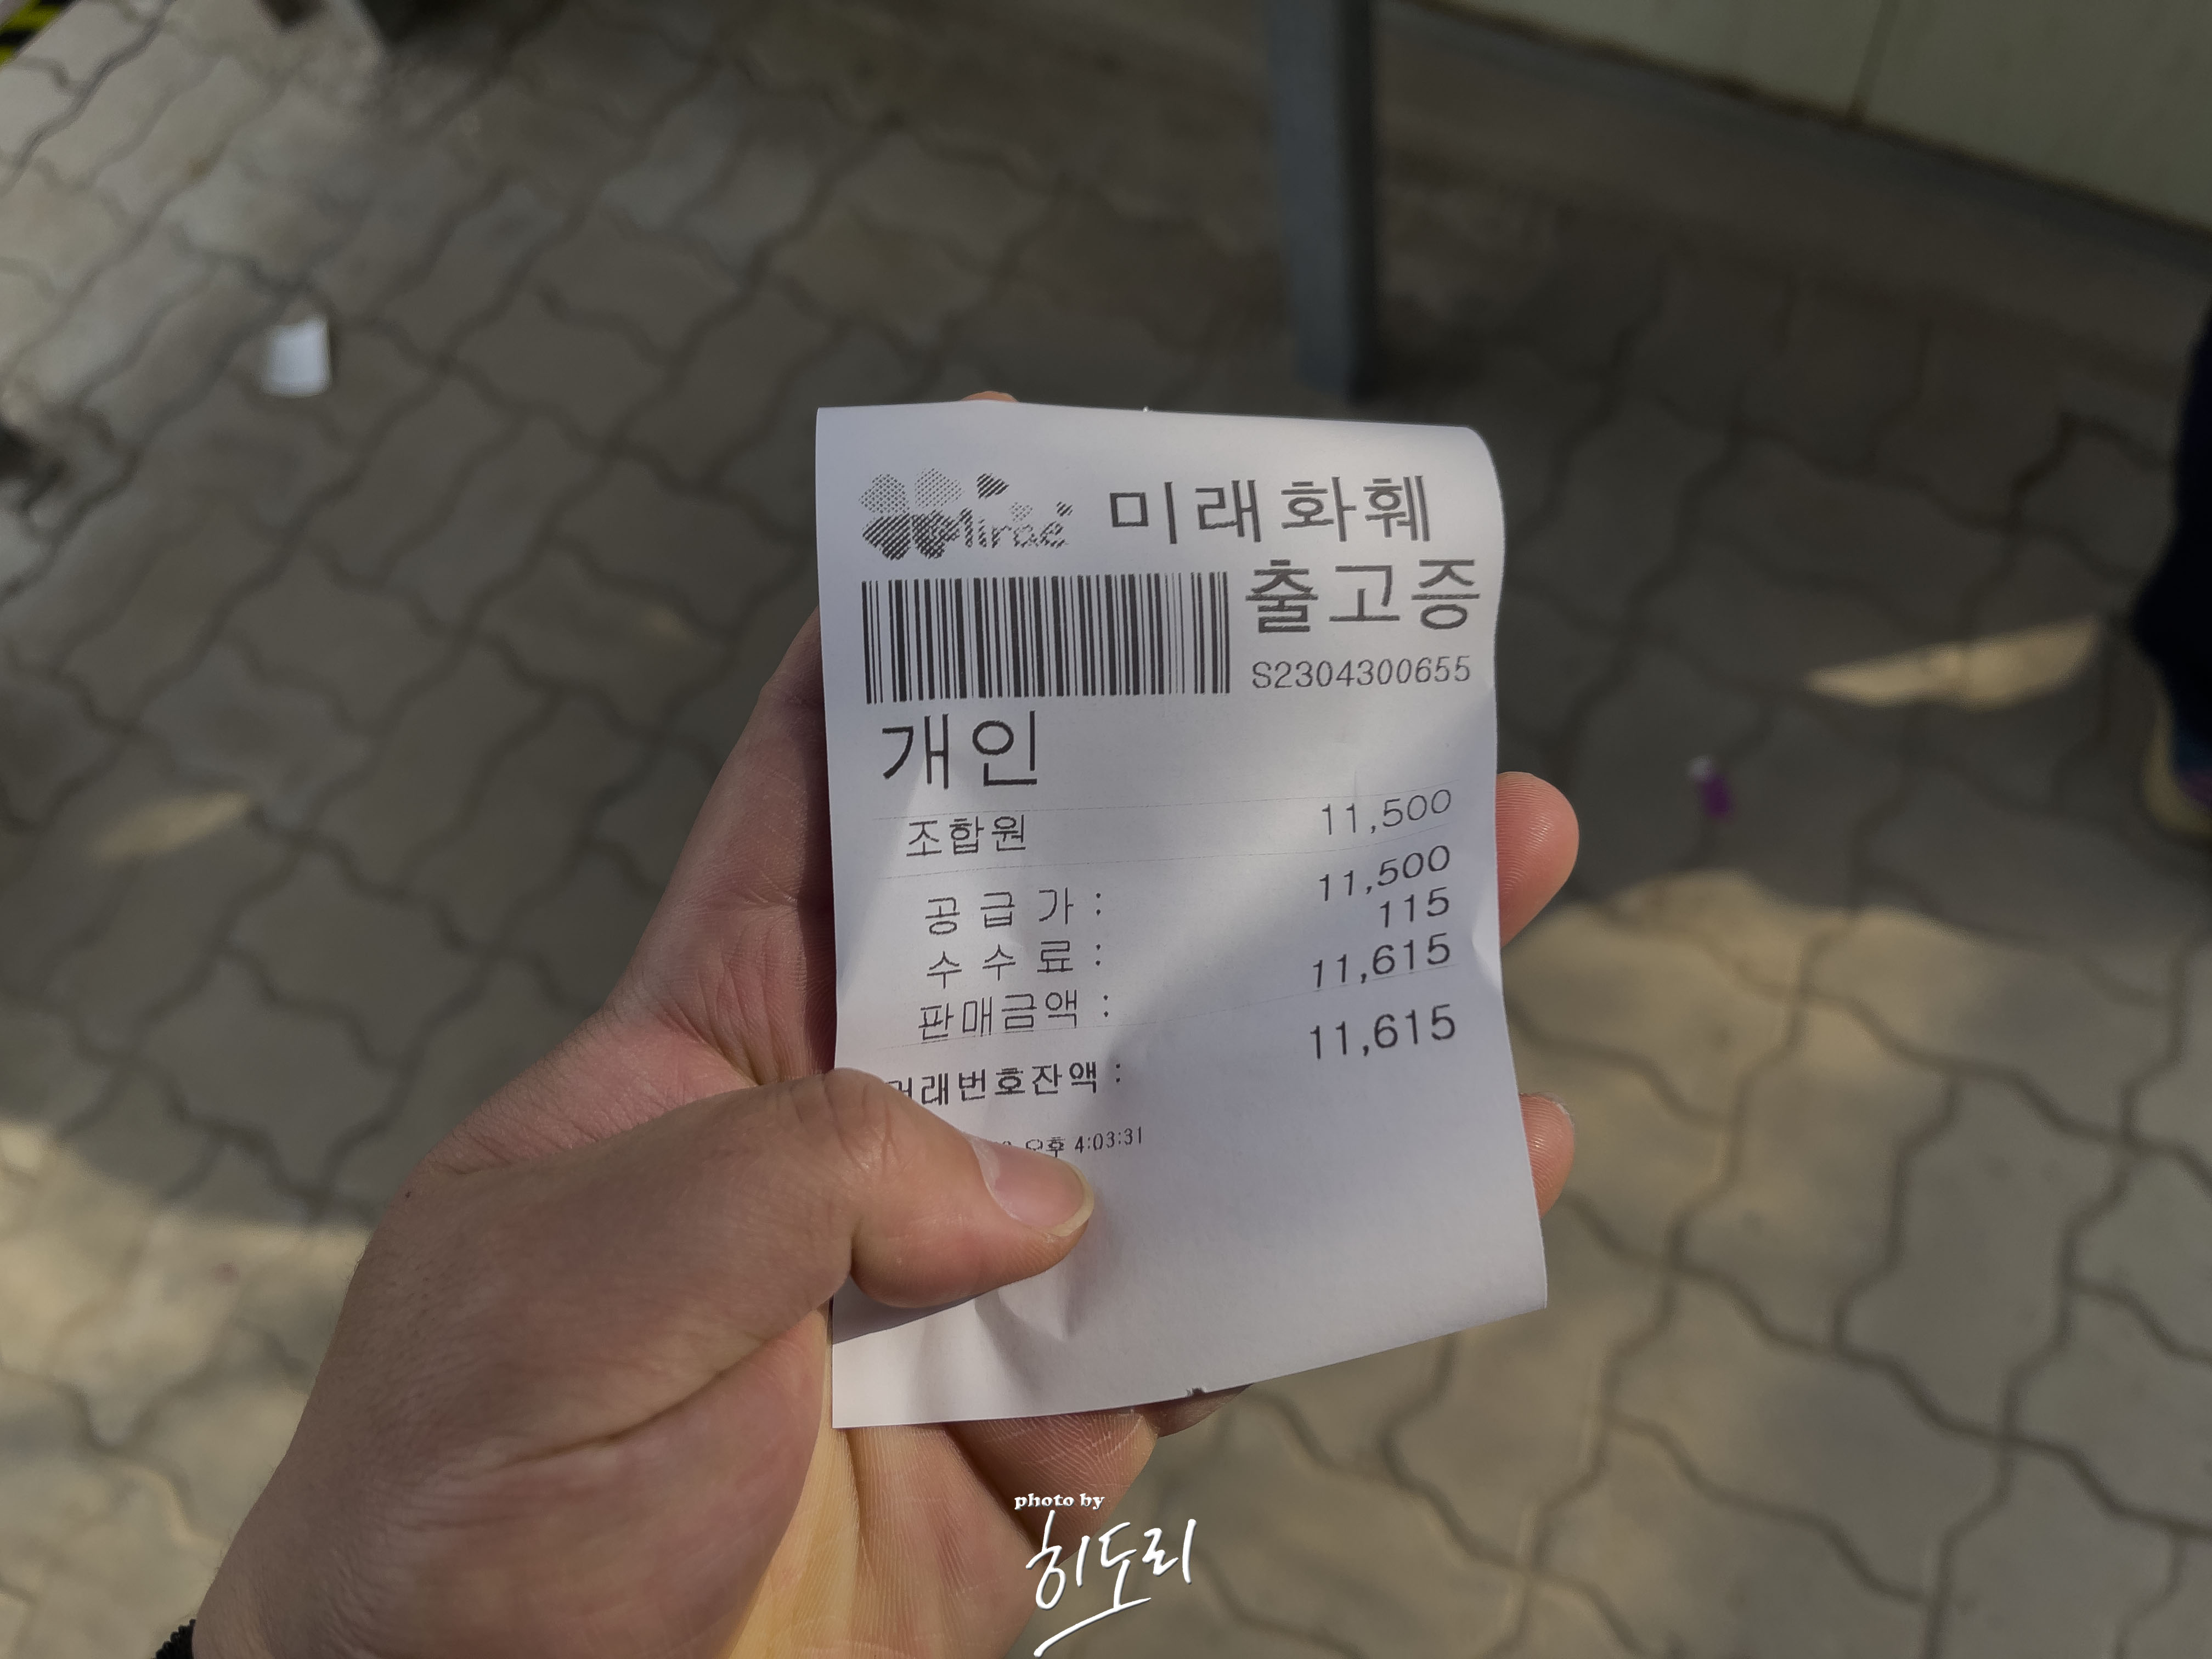 Mirae 미래화훼
출고증
S2304300655
개인
조합원 11,500
공급가 : 11,500
수수료 : 115
판매금액 : 11,615
거래번호잔액 : 11,615
오후 4:03:31
photo by
히도리